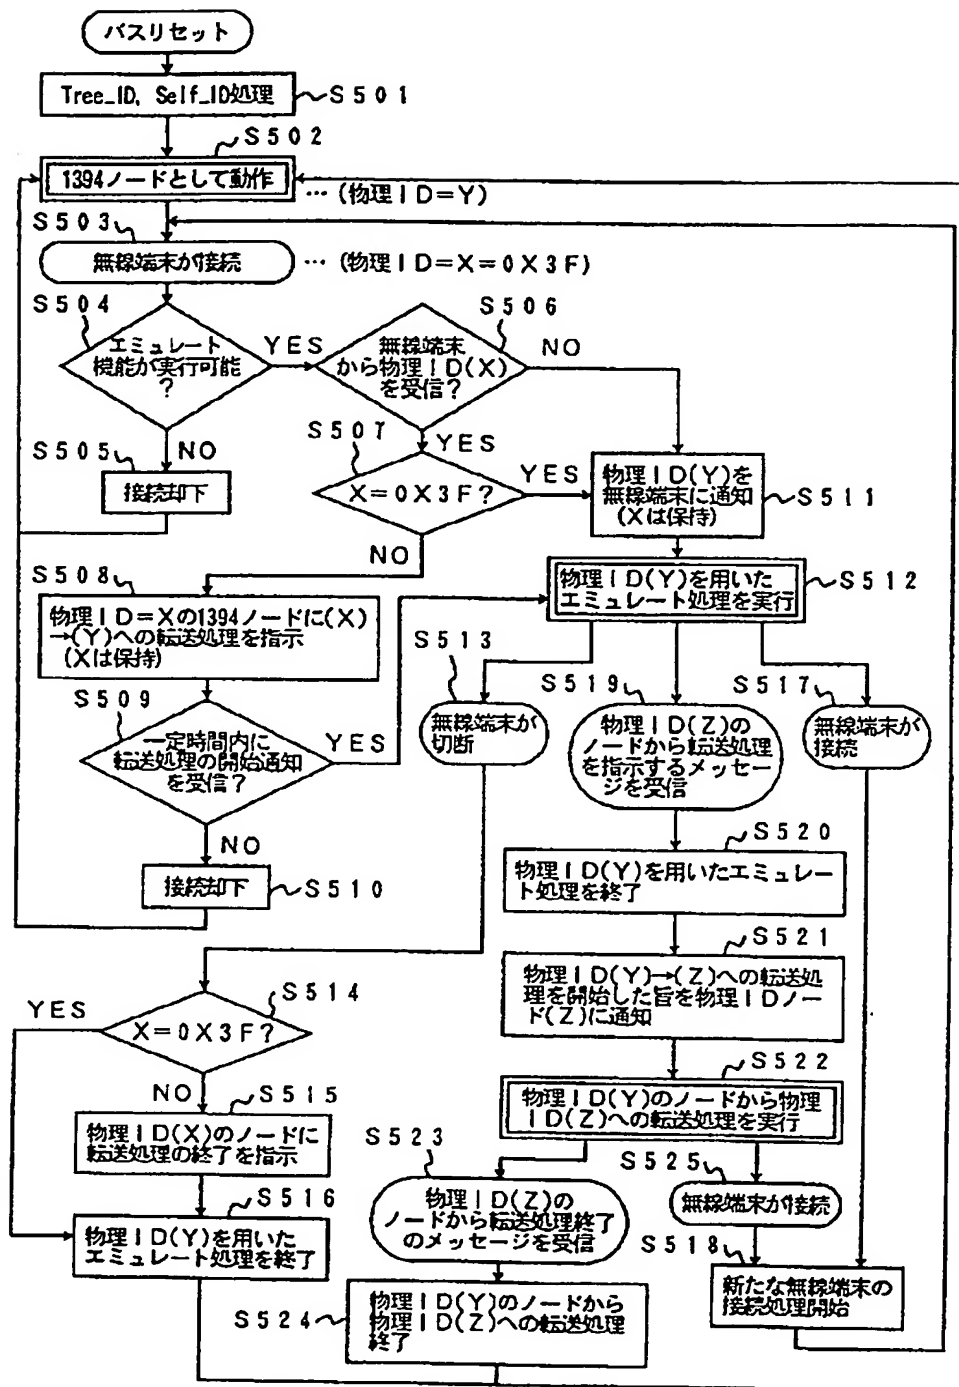 バスリセット
Tree_ID, Self_ID処理
S501
S502
1394ノードとして動作
… (物理ID=Y)
S503
無線端末が接続
… (物理ID=X=0X3F)
S504
エミュレート
機能が実行可能
?
YES
NO
S505
接続却下
S506
無線端末
から物理ID(X)
を受信?
NO
YES
S507
X=0X3F?
YES
NO
物理ID(Y)を
無線端末に通知
(Xは保持)
S511
S508
物理ID=Xの1394ノードに(X)
→(Y)への転送処理を指示
(Xは保持)
物理ID(Y)を用いた
エミュレート処理を実行
S512
S509
一定時間内に
転送処理の開始通知
を受信?
YES
NO
接続却下
S510
S513
無線端末が
切断
S519
物理ID(Z)の
ノードから転送処理
を指示するメッセー
ジを受信
S517
無線端末が
接続
S520
物理ID(Y)を用いたエミュレー
ト処理を終了
S521
物理ID(Y)→(Z)への転送処
理を開始した旨を物理IDノー
ド(Z)に通知
S514
X=0X3F?
YES
NO
S515
物理ID(X)のノードに
転送処理の終了を指示
S516
物理ID(Y)を用いた
エミュレート処理を終了
S522
物理ID(Y)のノードから物理
ID(Z)への転送処理を実行
S523
物理ID(Z)の
ノードから転送処理終了
のメッセージを受信
S525
無線端末が接続
S518
新たな無線端末の
接続処理開始
S524
物理ID(Y)のノードから
物理ID(Z)への転送処理
終了